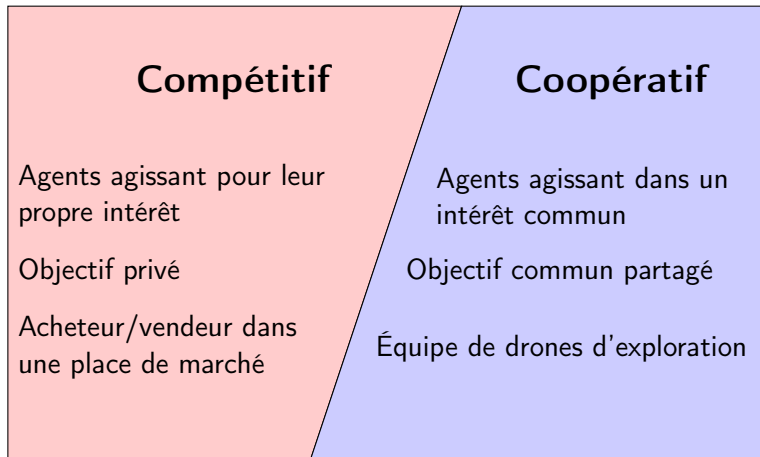 Compétitif
Agents agissant pour leur
propre intérêt
Objectif privé
Acheteur/vendeur dans
une place de marché
Coopératif
Agents agissant dans un
intérêt commun
Objectif commun partagé
Équipe de drones d'exploration